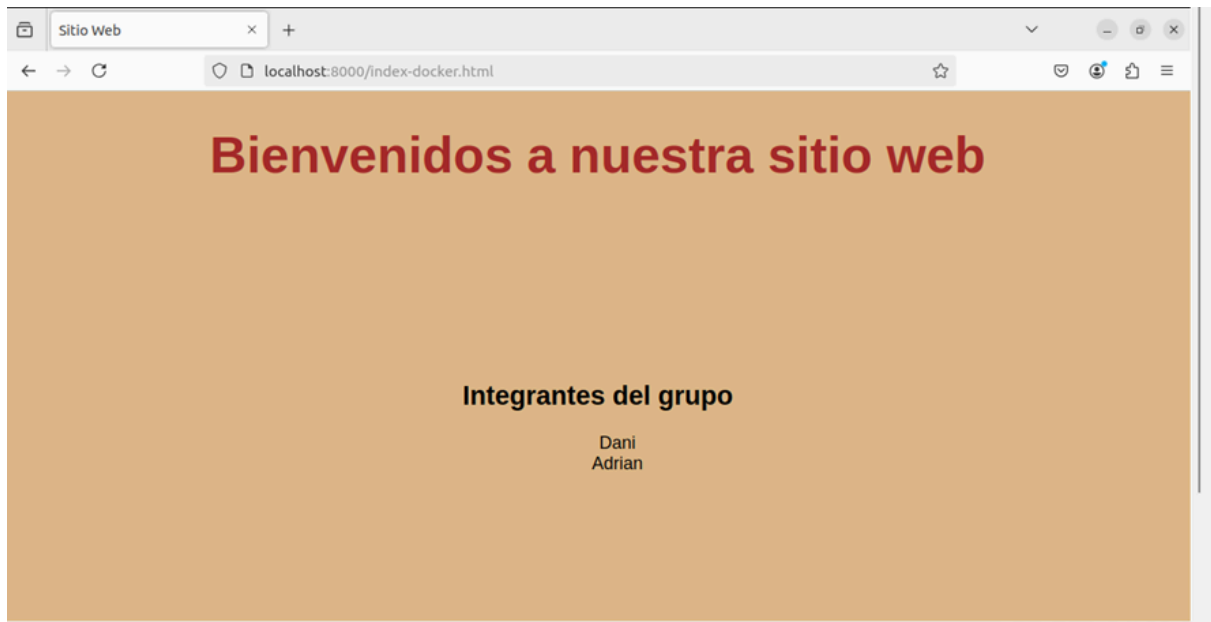 Sitio Web
localhost:8000/index-docker.html
Bienvenidos a nuestra sitio web
Integrantes del grupo
Dani
Adrian